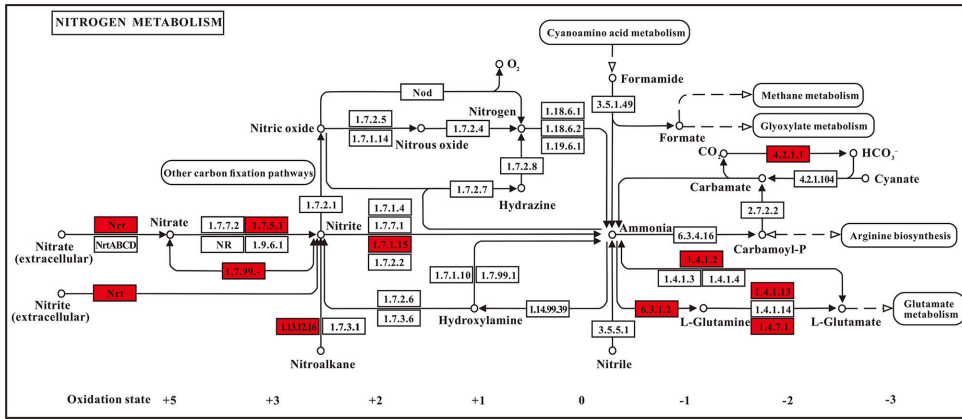 NITROGEN METABOLISM
Cyanoamino acid metabolism
O2
Formamide
Nod
Nitrogen
1.18.6.1
3.5.1.49
Methane metabolism
Nitric oxide
1.7.2.5
1.7.2.4
1.18.6.2
Glyoxylate metabolism
1.7.1.14
Nitrous oxide
1.19.6.1
Formate
1.7.2.8
CO2
4.2.1.1
HCO3⁻
Other carbon fixation pathways
1.7.2.7
Hydrazine
Carbamate
4.2.1.104
Cyanate
1.7.2.1
2.7.2.2
Nitrate
1.7.1.4
Nrt
1.7.7.2
1.7.5.1
Nitrite
1.7.7.1
Ammonia
6.3.4.16
Arginine biosynthesis
Nitrate
(extracellular)
NrtABCD
NR
1.9.6.1
1.7.1.15
Carbamoyl-P
1.7.2.2
1.4.1.2
1.7.99.-
1.7.1.10
1.7.99.1
1.4.1.3
1.4.1.4
Nrt
1.7.2.6
1.4.1.13
Nitrite
(extracellular)
1.7.3.6
Hydroxylamine
1.14.99.39
6.3.1.2
L-Glutamine
1.4.1.14
L-Glutamate
Glutamate
metabolism
1.13.12.16
1.7.3.1
3.5.5.1
1.4.7.1
Nitroalkane
Nitrile
Oxidation state +5 +3 +2 +1 0 -1 -2 -3